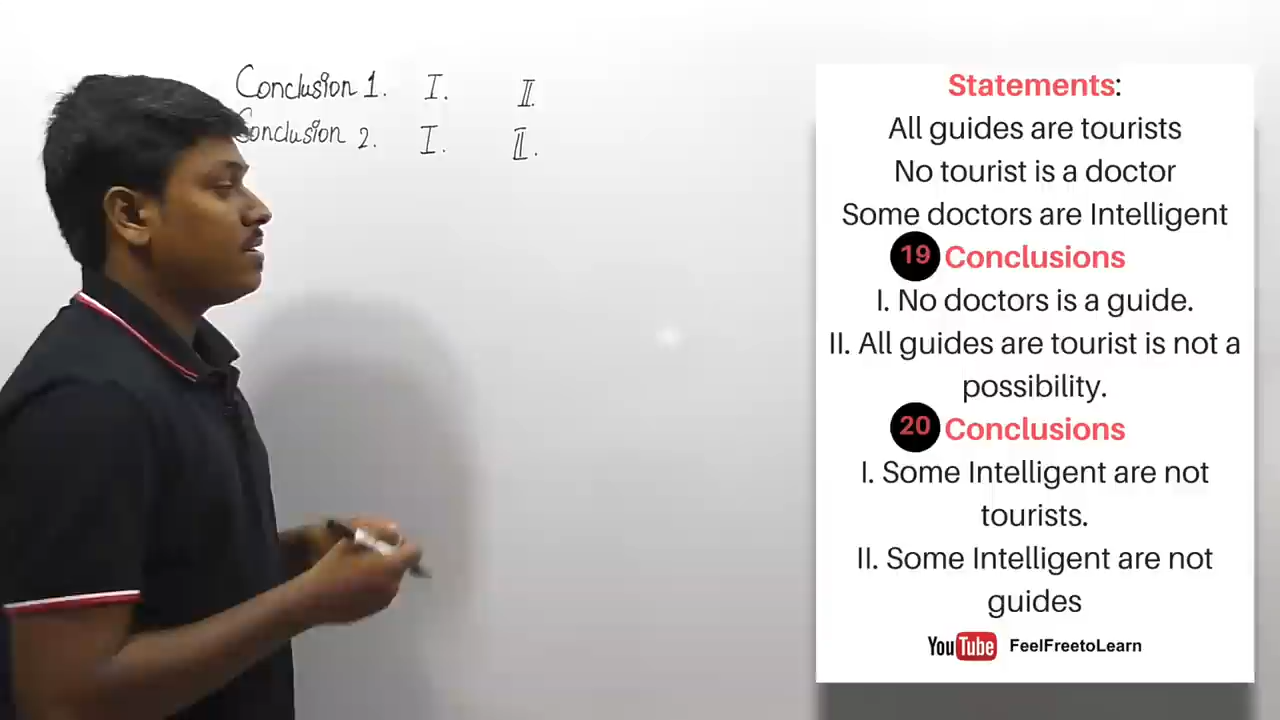 Conclusion 1. I. II.
Conclusion 2. I. II.
Statements:
All guides are tourists
No tourist is a doctor
Some doctors are Intelligent
19 Conclusions
I. No doctors is a guide.
II. All guides are tourist is not a
possibility.
20 Conclusions
I. Some Intelligent are not
tourists.
II. Some Intelligent are not
guides
YouTube FeelFreetoLearn